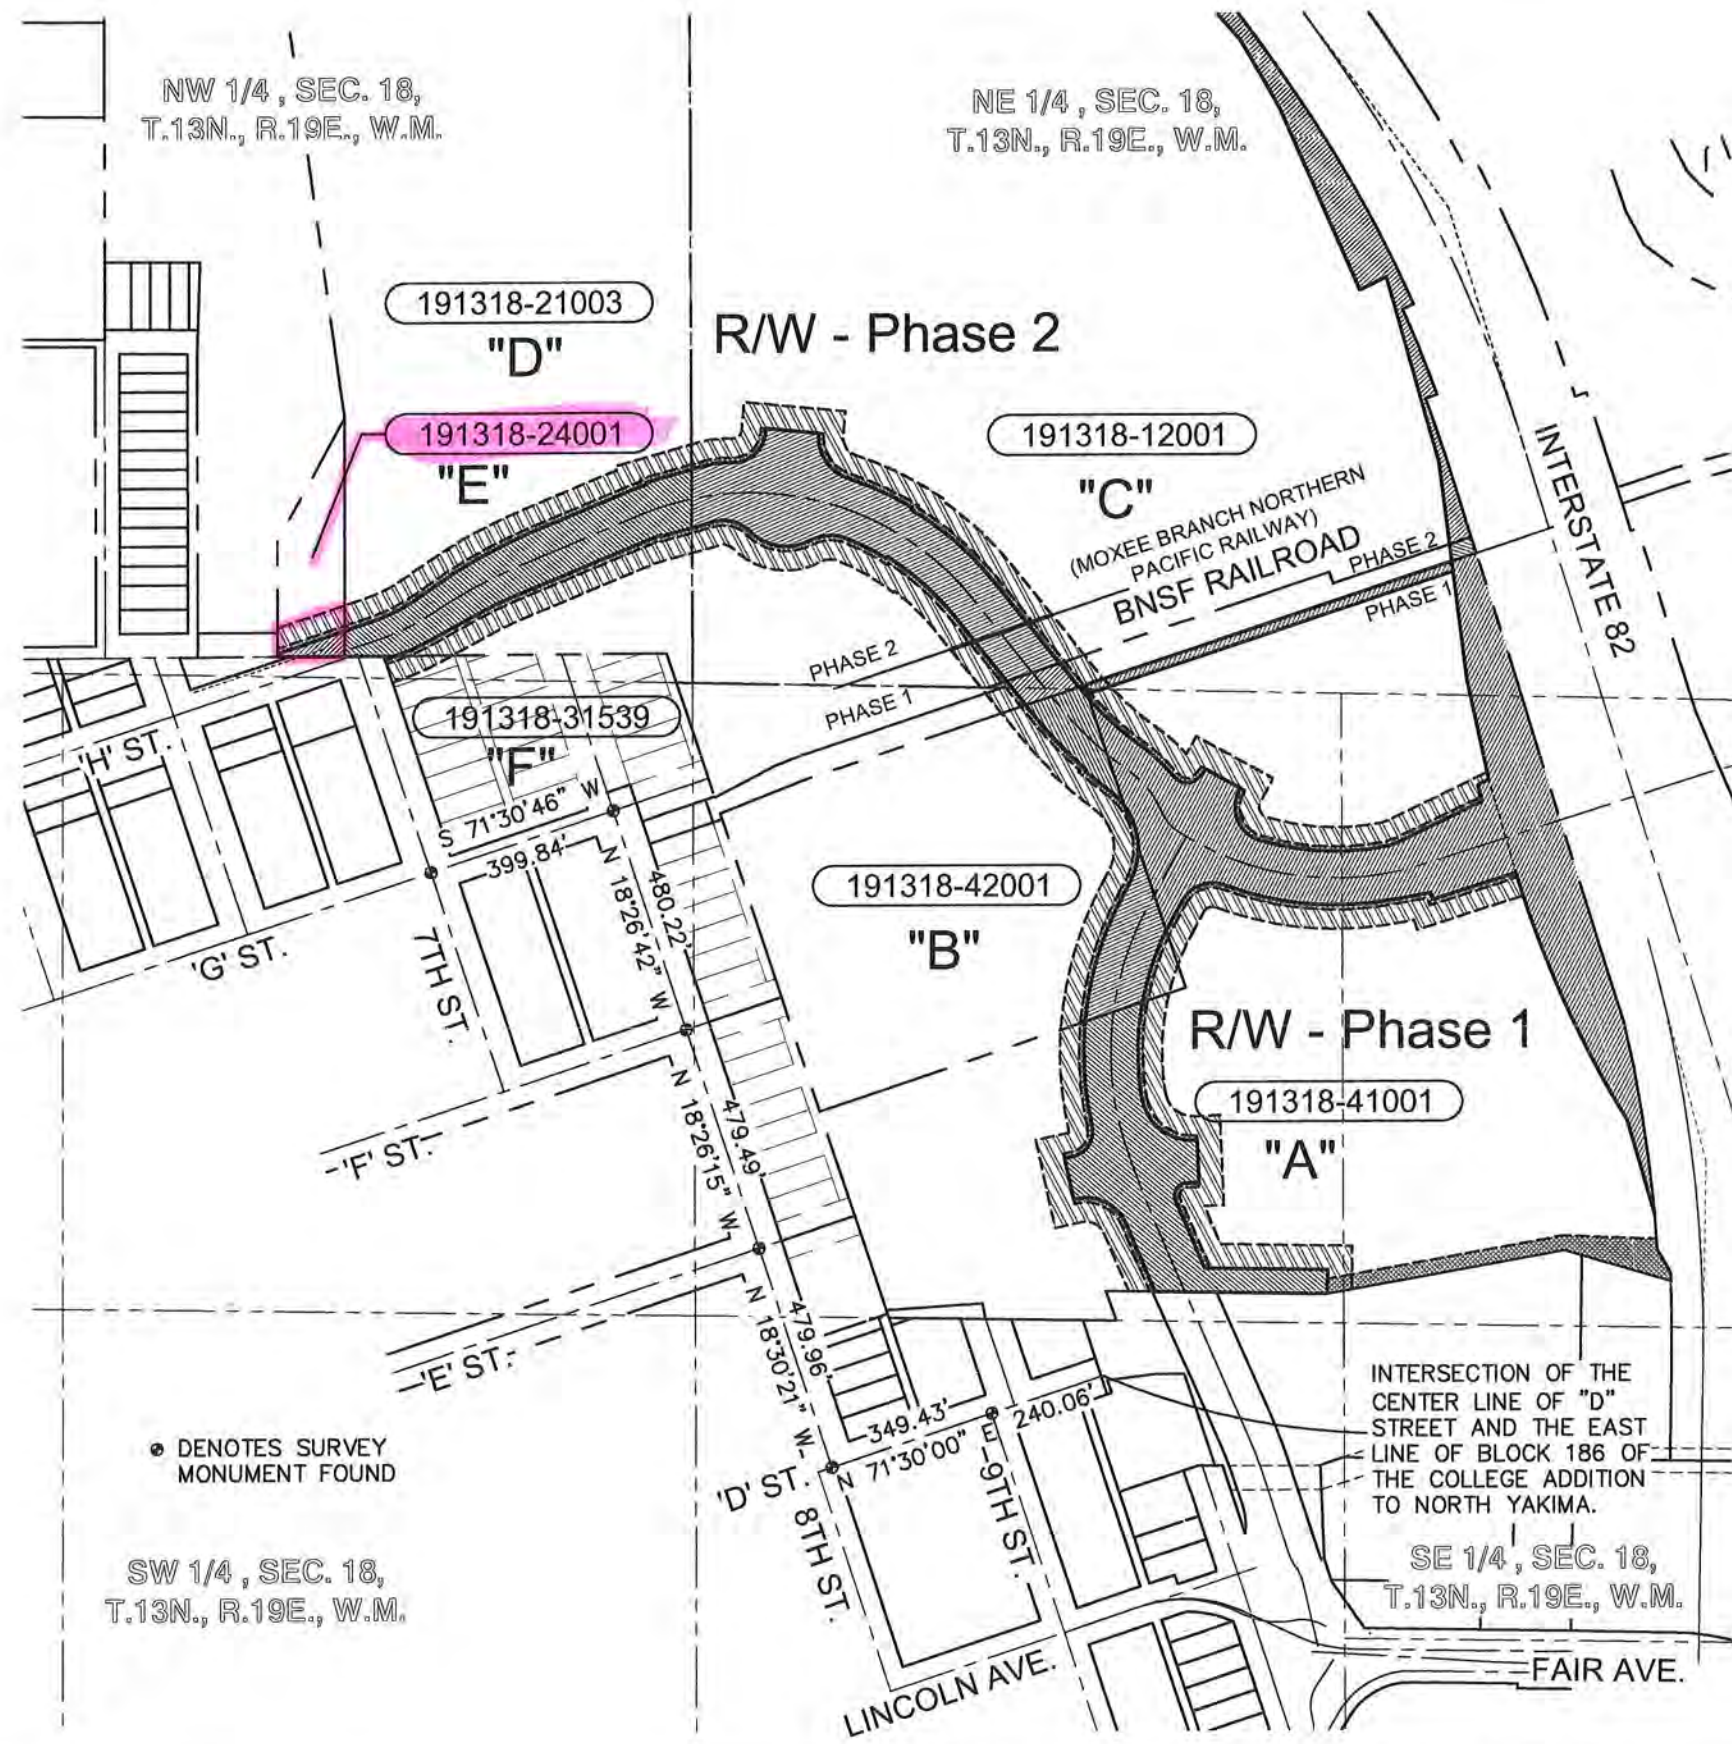 NW 1/4 , SEC. 18,
T.13N., R.19E., W.M.
NE 1/4 , SEC. 18,
T.13N., R.19E., W.M.
191318-21003
"D"
R/W - Phase 2
191318-24001
"E"
191318-12001
"C"
(MOXEE BRANCH NORTHERN
PACIFIC RAILWAY)
BNSF RAILROAD
PHASE 2
PHASE 1
INTERSTATE 82
PHASE 2
PHASE 1
191318-31539
"F"
'H' ST.
S 71°30'46" W
399.84'
N 18°26'42" W
480.22'
191318-42001
"B"
'G' ST.
7TH ST.
R/W - Phase 1
191318-41001
"A"
N 18°26'15" W
479.49'
'F' ST.
N 18°30'21" W
479.96'
'E' ST.
349.43'
240.06'
N 71°30'00" E
'D' ST.
8TH ST.
9TH ST.
INTERSECTION OF THE
CENTER LINE OF "D"
STREET AND THE EAST
LINE OF BLOCK 186 OF
THE COLLEGE ADDITION
TO NORTH YAKIMA.
DENOTES SURVEY
MONUMENT FOUND
SW 1/4 , SEC. 18,
T.13N., R.19E., W.M.
SE 1/4 , SEC. 18,
T.13N., R.19E., W.M.
LINCOLN AVE.
FAIR AVE.